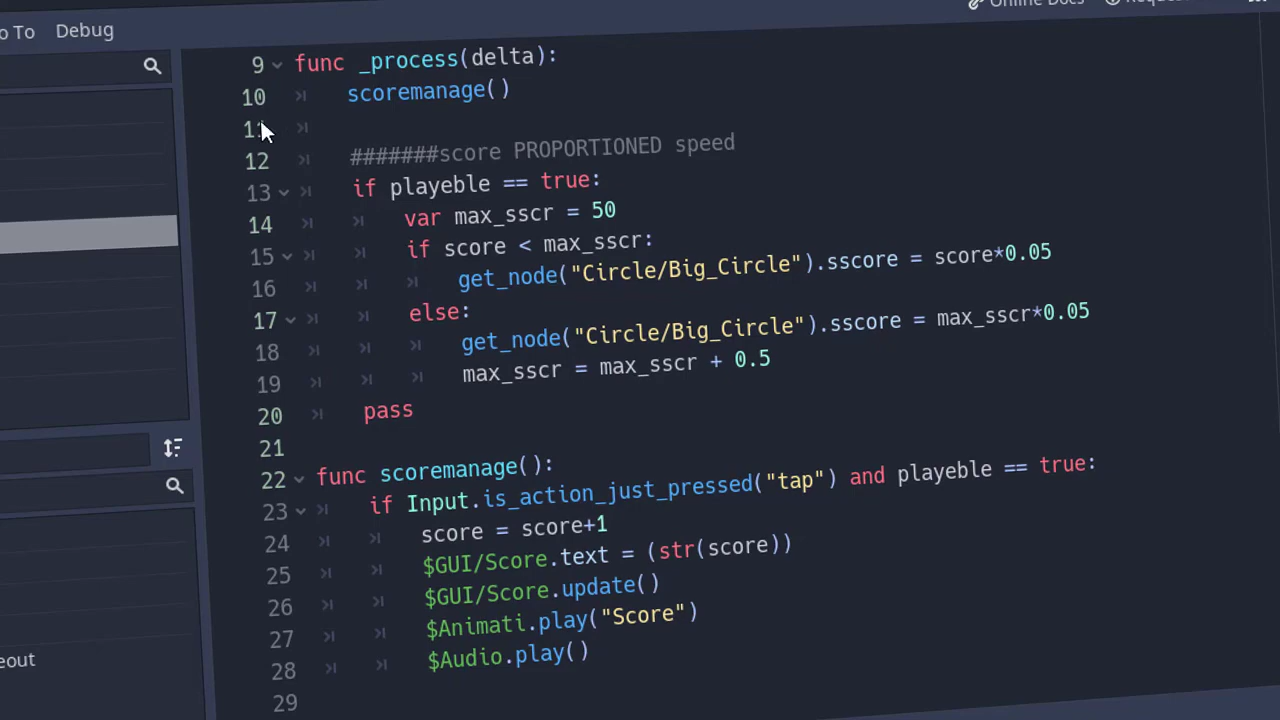 o To Debug Online Docs
9 func _process(delta):
10 scoremanage()
11
12 #######score PROPORTIONED speed
13 if playeble == true:
14 var max_sscr = 50
15 if score < max_sscr:
16 get_node("Circle/Big_Circle").sscore = score*0.05
17 else:
18 get_node("Circle/Big_Circle").sscore = max_sscr*0.05
19 max_sscr = max_sscr + 0.5
20 pass
21
22 func scoremanage():
23 if Input.is_action_just_pressed("tap") and playeble == true:
24 score = score+1
25 $GUI/Score.text = (str(score))
26 $GUI/Score.update()
27 $Animati.play("Score")
28 $Audio.play()
29
eout